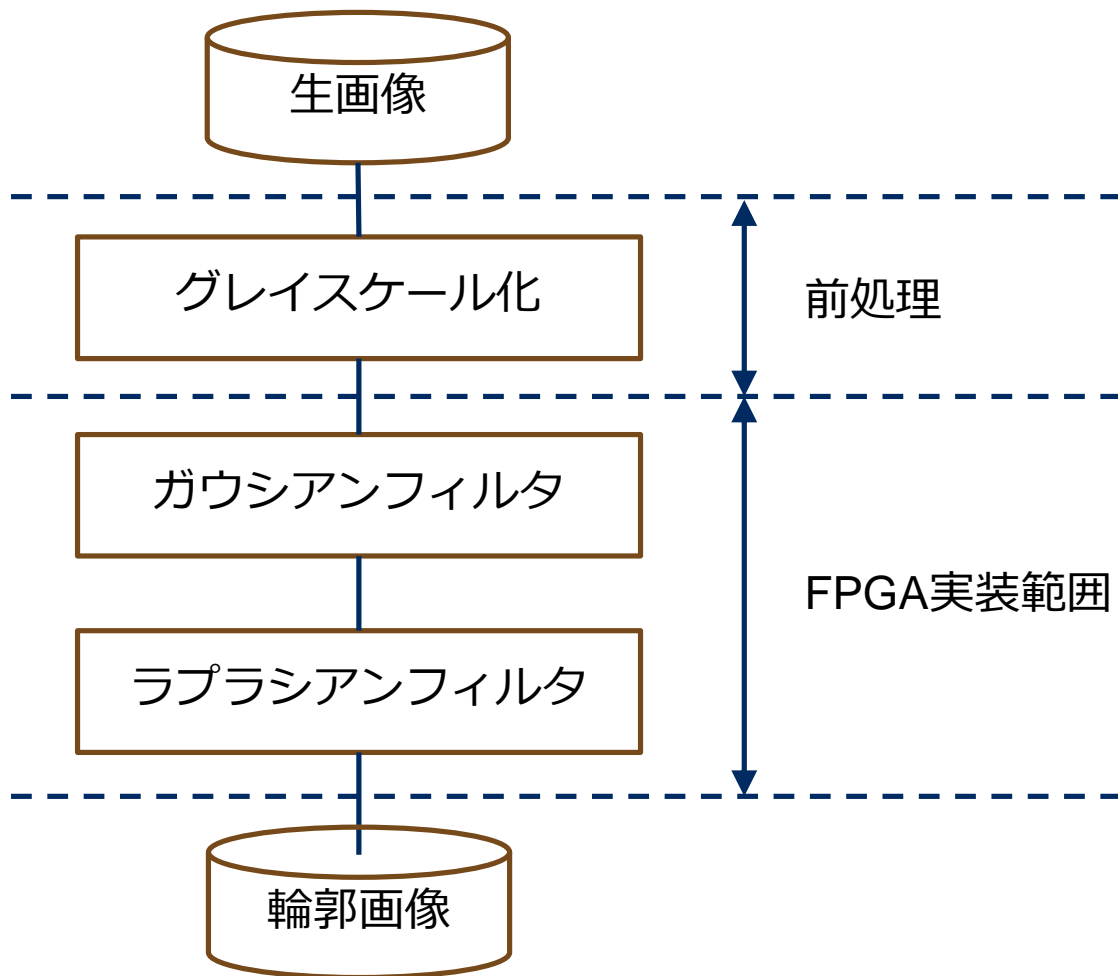 生画像
グレイスケール化
前処理
ガウシアンフィルタ
FPGA実装範囲
ラプラシアンフィルタ
輪郭画像